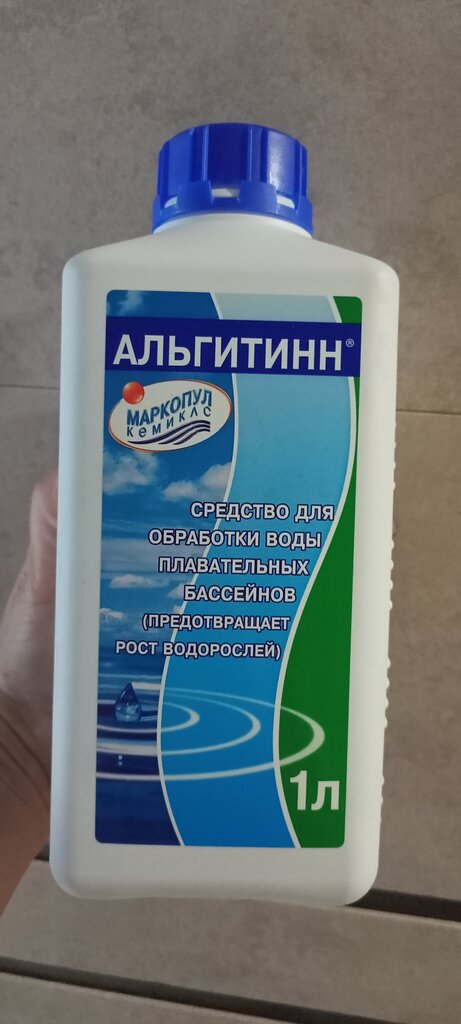 АЛЬГИТИНН®
МАРКОПУЛ
КЕМИКЛС
СРЕДСТВО ДЛЯ
ОБРАБОТКИ ВОДЫ
ПЛАВАТЕЛЬНЫХ
БАССЕЙНОВ
(ПРЕДОТВРАЩАЕТ
РОСТ ВОДОРОСЛЕЙ)
1л